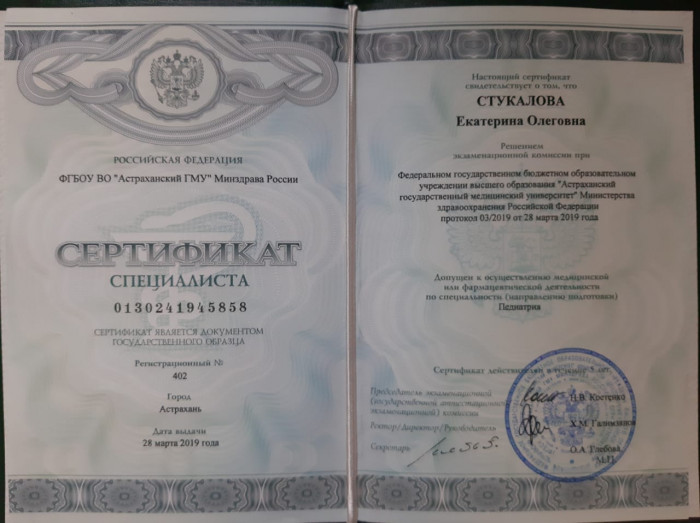 РОССИЙСКАЯ ФЕДЕРАЦИЯ
ФГБОУ ВО "Астраханский ГМУ" Минздрава России
СЕРТИФИКАТ
СПЕЦИАЛИСТА
0130241945858
СЕРТИФИКАТ ЯВЛЯЕТСЯ ДОКУМЕНТОМ
ГОСУДАРСТВЕННОГО ОБРАЗЦА
Регистрационный №
402
Город
Астрахань
Дата выдачи
28 марта 2019 года
Настоящий сертификат
свидетельствует о том, что
СТУКАЛОВА
Екатерина Олеговна
Решением
экзаменационной комиссии при
Федеральном государственном бюджетном образовательном
учреждении высшего образования "Астраханский
государственный медицинский университет" Министерства
здравоохранения Российской Федерации
протокол 03/2019 от 28 марта 2019 года
Допущен к осуществлению медицинской
или фармацевтической деятельности
по специальности (направлению подготовки)
Педиатрия
Сертификат действителен в течение 5 лет.
Председатель экзаменационной
(государственной аттестационной,
экзаменационной) комиссии
Н.В. Костенко
Ректор/Директор/Руководитель
Х.М. Галимзянов
Секретарь
О.А. Глебова
М.П.